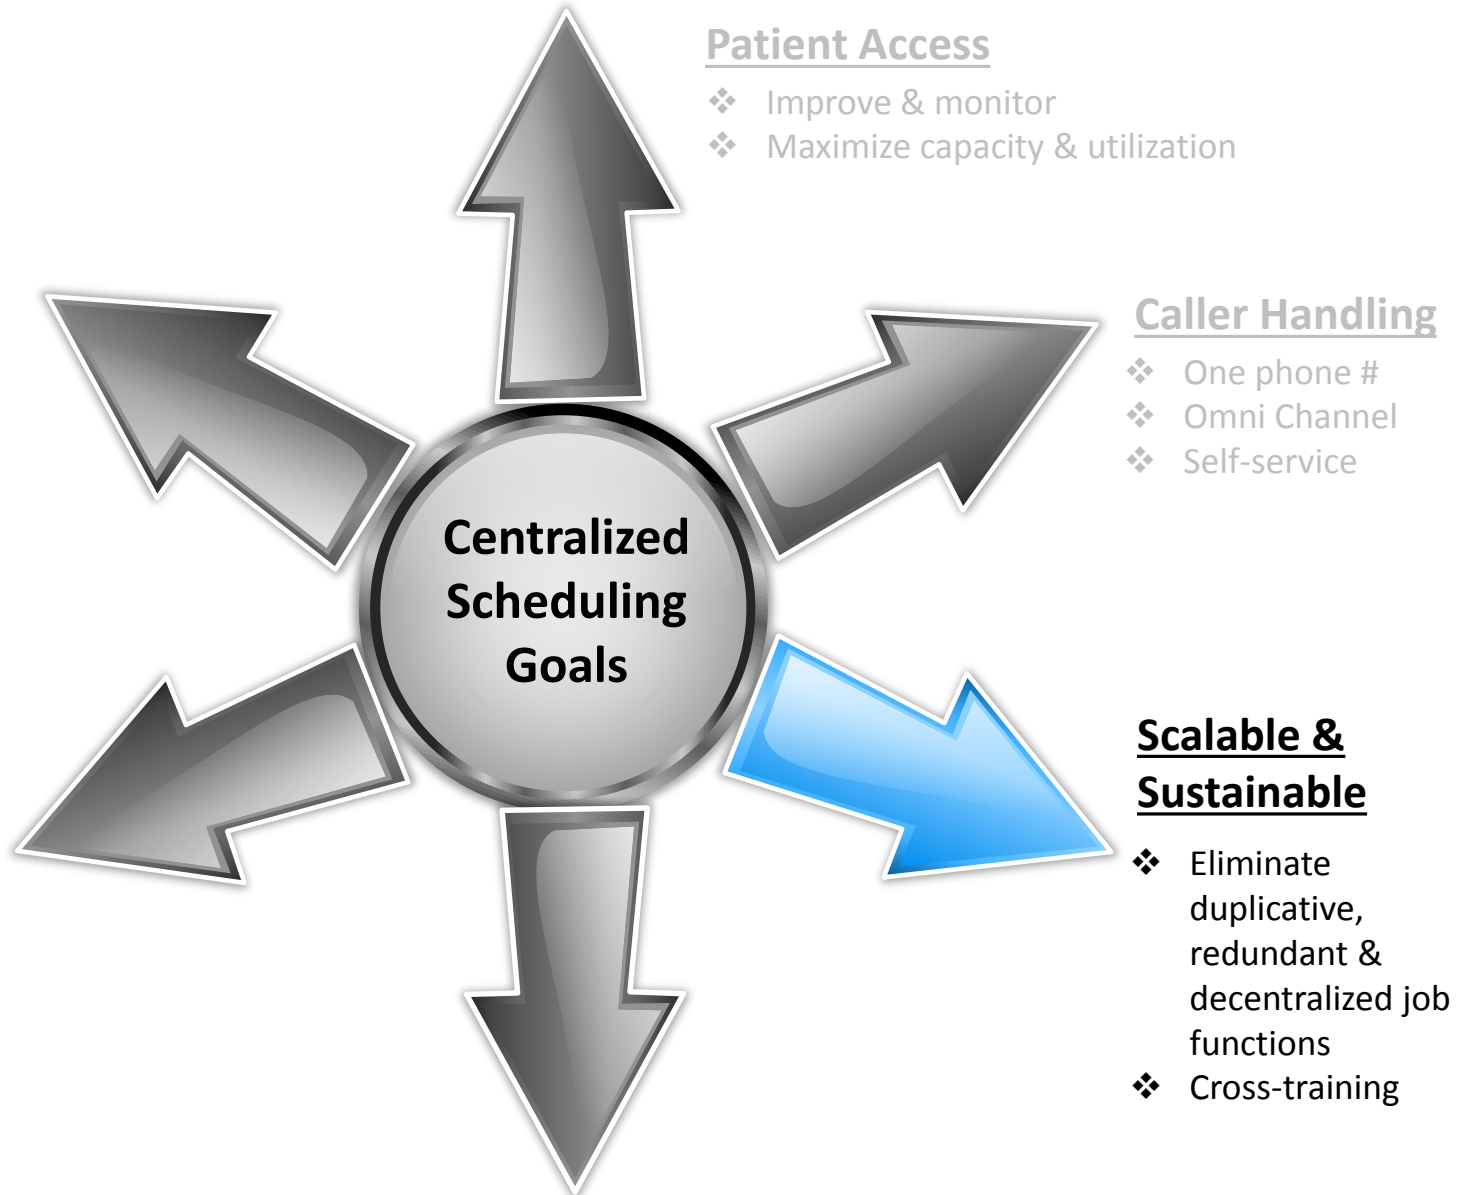 Patient Access
❖ Improve & monitor
❖ Maximize capacity & utilization
Caller Handling
❖ One phone #
❖ Omni Channel
❖ Self-service
Centralized
Scheduling
Goals
Scalable &
Sustainable
❖ Eliminate
duplicative,
redundant &
decentralized job
functions
❖ Cross-training